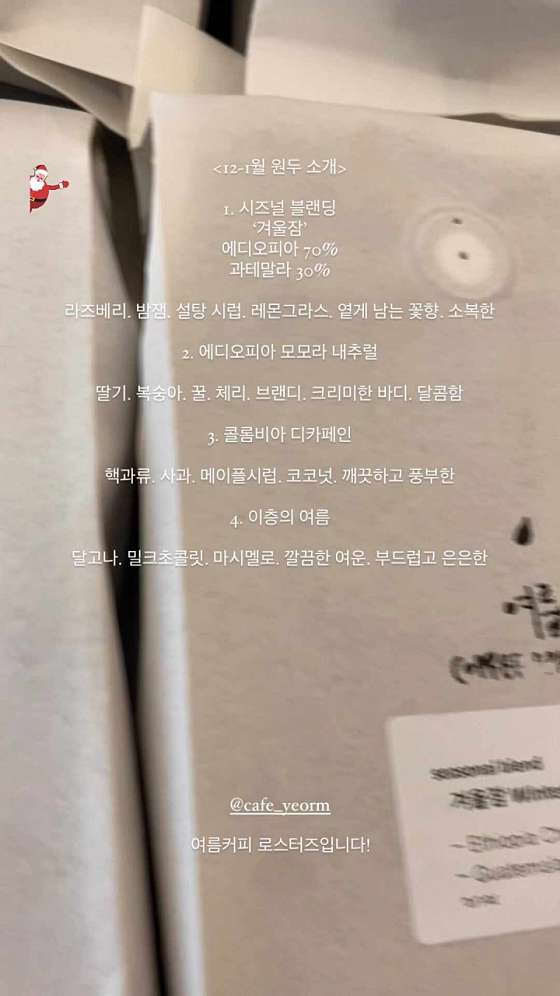 <12-1월 원두 소개>
1. 시즈널 블랜딩
‘겨울잠’
에디오피아 70%
과테말라 30%
라즈베리. 밤잼. 설탕 시럽. 레몬그라스. 옅게 남는 꽃향. 소복한
2. 에디오피아 모모라 내추럴
딸기. 복숭아. 꿀. 체리. 브랜디. 크리미한 바디. 달콤함
3. 콜롬비아 디카페인
핵과류. 사과. 메이플시럽. 코코넛. 깨끗하고 풍부한
4. 이층의 여름
달고나. 밀크초콜릿. 마시멜로. 깔끔한 여운. 부드럽고 은은한
seasonal blend
겨울잠
@cafe_yeorm
여름커피 로스터즈입니다!